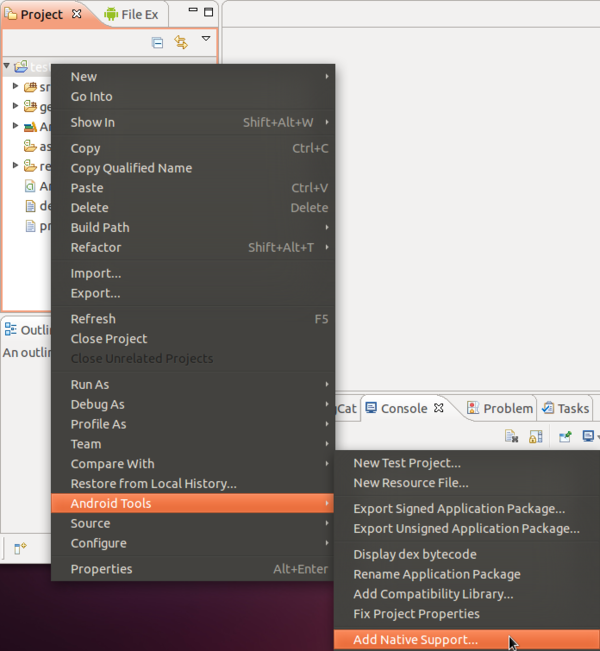 Project
File Ex
New
Go Into
Show In Shift+Alt+W
Copy Ctrl+C
Copy Qualified Name
Paste Ctrl+V
Delete Delete
Build Path
Refactor Shift+Alt+T
Import...
Export...
Refresh F5
Close Project
Close Unrelated Projects
Run As
Debug As
Profile As
Team
Compare With
Restore from Local History...
Android Tools
Source
Configure
Properties Alt+Enter
tes
sr
ge
An
as
re
An
de
pr
Outli
An outlin
Cat
Console
Problem
Tasks
New Test Project...
New Resource File...
Export Signed Application Package...
Export Unsigned Application Package...
Display dex bytecode
Rename Application Package
Add Compatibility Library...
Fix Project Properties
Add Native Support...